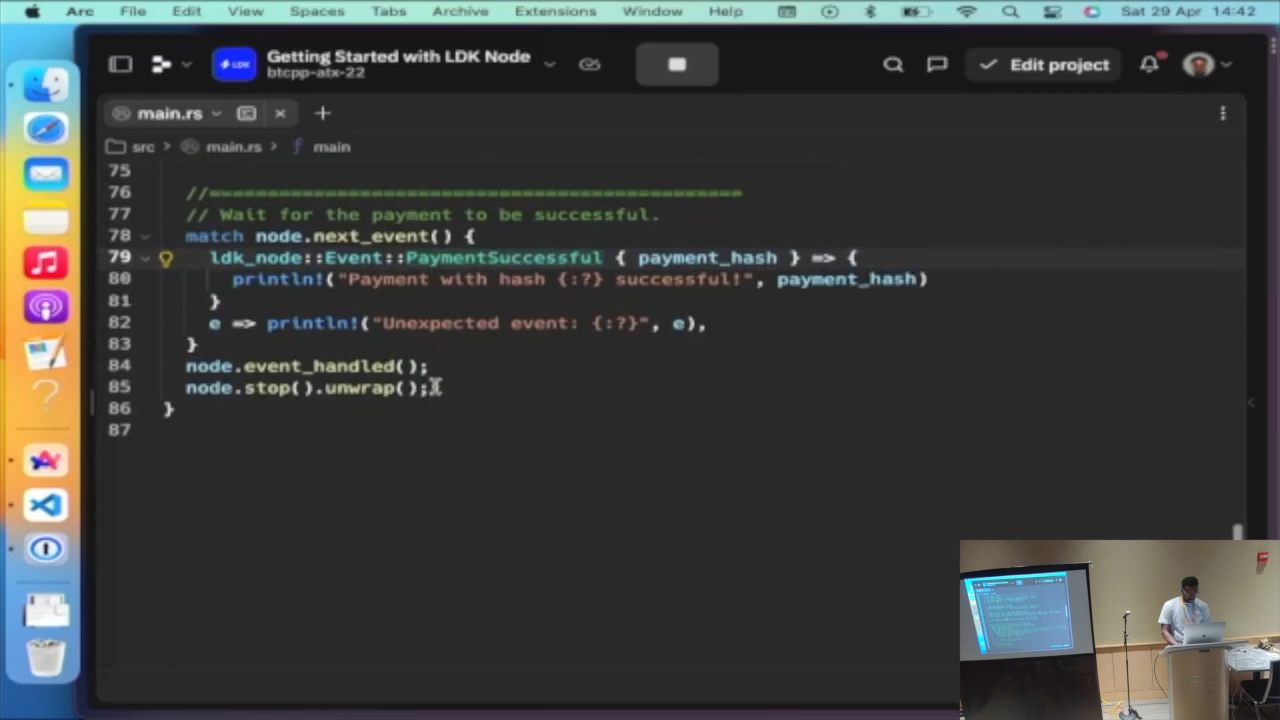 Arc File Edit View Spaces Tabs Archive Extensions Window Help Sat 29 Apr 14:42
LDK Getting Started with LDK Node
btcpp-atx-22
Edit project
main.rs
src > main.rs > f main
75
76 //===============================================
77 // Wait for the payment to be successful.
78 match node.next_event() {
79 ldk_node::Event::PaymentSuccessful { payment_hash } => {
80 println!("Payment with hash {:?} successful!", payment_hash)
81 }
82 e => println!("Unexpected event: {:?}", e),
83 }
84 node.event_handled();
85 node.stop().unwrap();
86 }
87